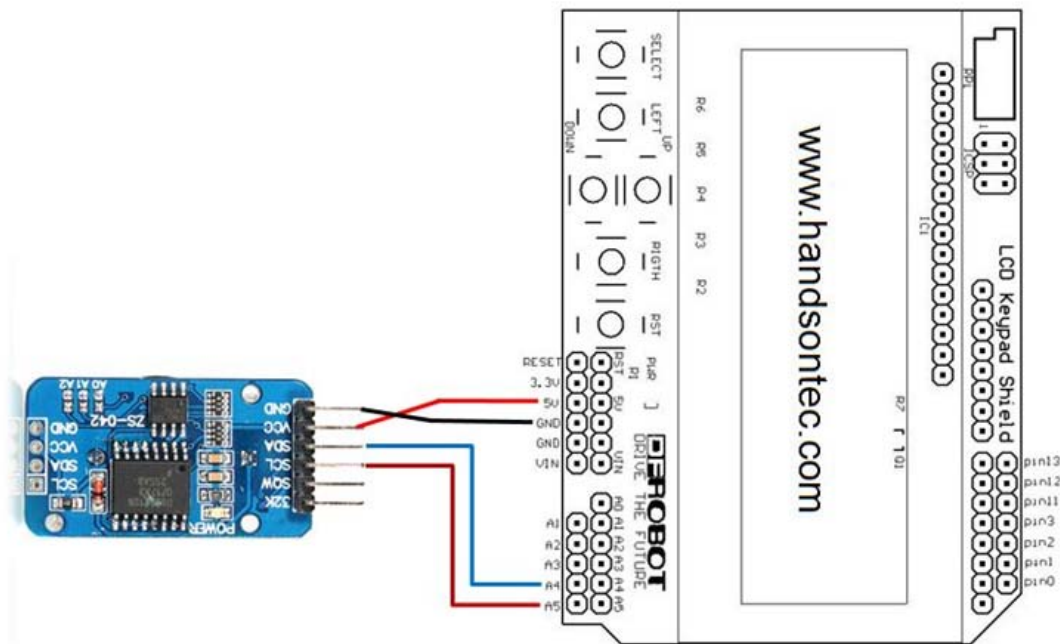 SELECT
LEFT
DOWN
UP
RIGTH
RST
R6
R5
R4
R3
R2
www.handsontec.com
IC1
ICSP
1
LCD Keypad Shield
R7
Q1
RESET
3.3V
5V
GND
GND
VIN
RST
5V
VIN
PWR
R1
DFROBOT
DRIVE THE FUTURE
A0
A1
A2
A3
A4
A5
A1
A2
A3
A4
A5
pin13
pin12
pin11
pin3
pin2
pin1
pin0
A0 A1 A2
ZS-042
GND
VCC
SDA
SCL
GND
VCC
SDA
SCL
SQW
32K
POWER